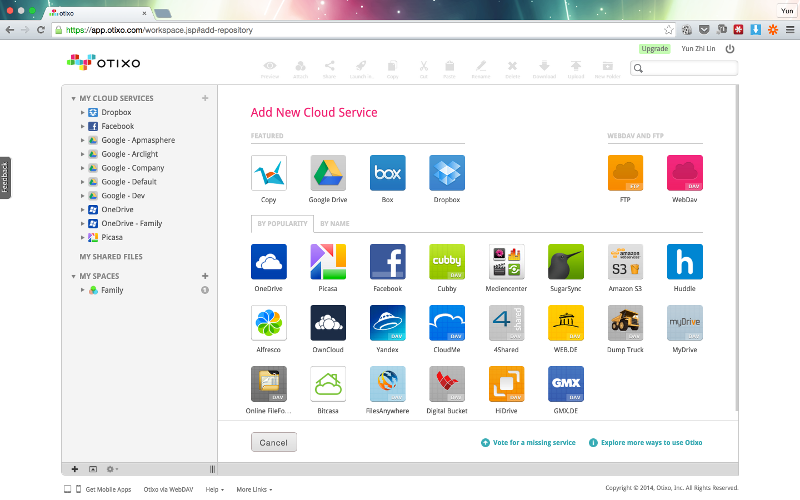 otixo
Yun
https://app.otixo.com/workspace.jsp#add-repository
Upgrade
Yun Zhi Lin
OTIXO
Preview
Share
Copy
Cut
Paste
Rename
Delete
Download
Upload
New Folder
Feedback
MY CLOUD SERVICES
Dropbox
Facebook
Google - Apmasphere
Google - Arclight
Google - Company
Google - Default
Google - Dev
OneDrive
OneDrive - Family
Picasa
MY SHARED FILES
MY SPACES
Family
Add New Cloud Service
FEATURED
WEBDAV AND FTP
box
FTP
DAV
Copy
Google Drive
Box
Dropbox
FTP
WebDav
BY POPULARITY
BY NAME
cubby
DAV
amazon
S3
h
OneDrive
Picasa
Facebook
Cubby
Mediencenter
SugarSync
Amazon S3
Huddle
DAV
DAV
4 shared
DAV
DAV
myDrive
DAV
Alfresco
OwnCloud
Yandex
CloudMe
4Shared
WEB.DE
Dump Truck
MyDrive
DAV
DAV
DAV
DAV
GMX
DAV
Online FileFo...
Bitcasa
FilesAnywhere
Digital Bucket
HiDrive
GMX.DE
Cancel
Vote for a missing service
Explore more ways to use Otixo
Get Mobile Apps
Otixo via WebDAV
Help
More Links
Copyright © 2014, Otixo, Inc. All Rights Reserved.